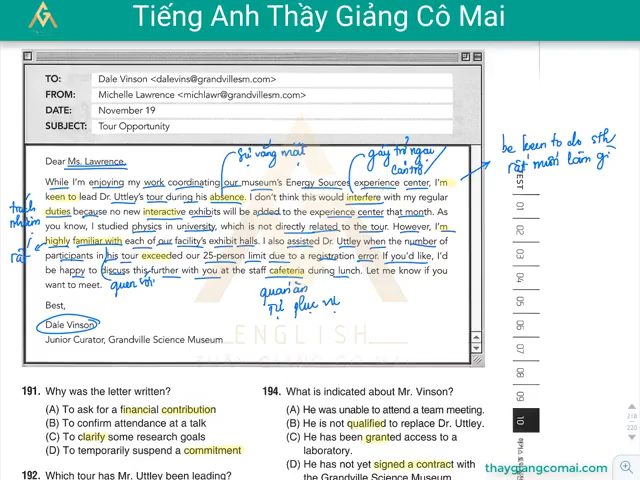 Tiếng Anh Thầy Giảng Cô Mai
TO: Dale Vinson <dalevins@grandvillesm.com>
FROM: Michelle Lawrence <michlawr@grandvillesm.com>
DATE: November 19
SUBJECT: Tour Opportunity
be keen to do sth
rất muốn làm gì
sự vắng mặt
gây trở ngại
cản trở
Dear Ms. Lawrence,
While I'm enjoying my work coordinating our museum's Energy Sources experience center, I'm
keen to lead Dr. Uttley's tour during his absence. I don't think this would interfere with my regular
duties because no new interactive exhibits will be added to the experience center that month. As
you know, I studied physics in university, which is not directly related to the tour. However, I'm
highly familiar with each of our facility's exhibit halls. I also assisted Dr. Uttley when the number of
participants in his tour exceeded our 25-person limit due to a registration error. If you'd like, I'd
be happy to discuss this further with you at the staff cafeteria during lunch. Let me know if you
want to meet.
trách
nhiệm
rất
quen với
quán ăn
tự phục vụ
Best,
Dale Vinson
Junior Curator, Grandville Science Museum
ENGLISH
THẦY GIẢNG CÔ MAI
TEST
01
02
03
04
05
06
07
08
09
10
218
220
191. Why was the letter written?
(A) To ask for a financial contribution
(B) To confirm attendance at a talk
(C) To clarify some research goals
(D) To temporarily suspend a commitment
192. Which tour has Mr. Uttley been leading?
194. What is indicated about Mr. Vinson?
(A) He was unable to attend a team meeting.
(B) He is not qualified to replace Dr. Uttley.
(C) He has been granted access to a
laboratory.
(D) He has not yet signed a contract with
the Grandville Science Museum.
thaygiangcomai.com